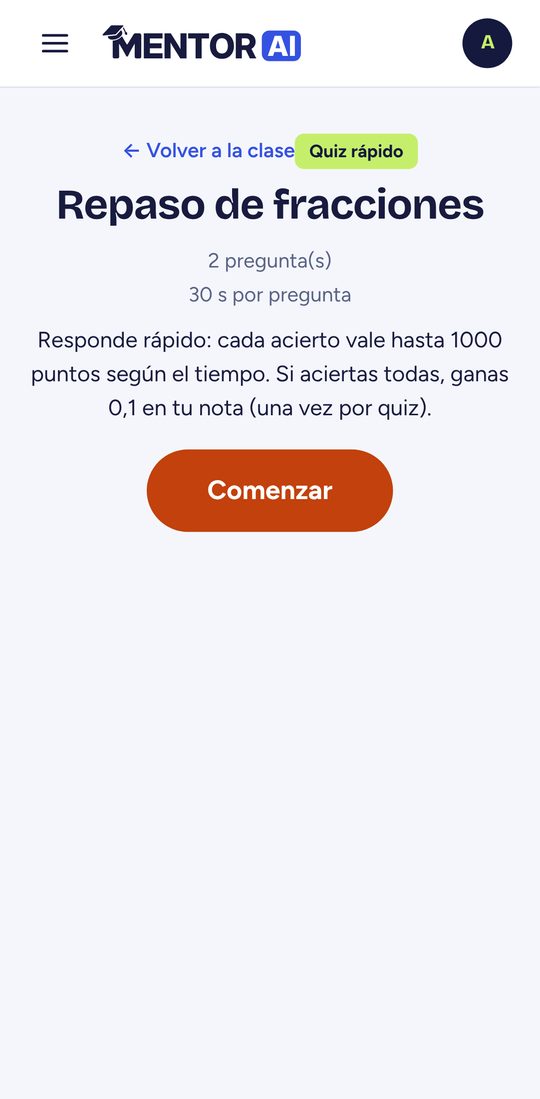 MENTOR AI
A
← Volver a la clase Quiz rápido
Repaso de fracciones
2 pregunta(s)
30 s por pregunta
Responde rápido: cada acierto vale hasta 1000
puntos según el tiempo. Si aciertas todas, ganas
0,1 en tu nota (una vez por quiz).
Comenzar